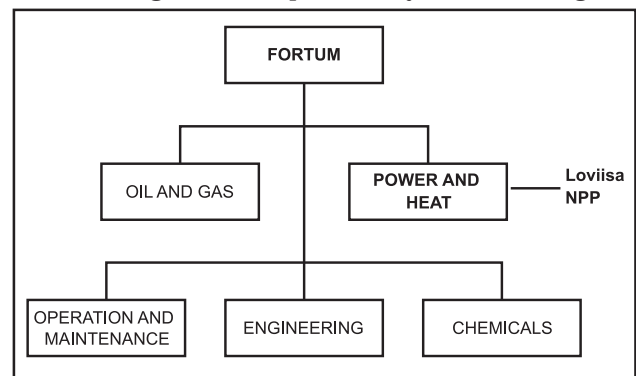 FORTUM
OIL AND GAS
POWER AND
HEAT
Loviisa
NPP
OPERATION AND
MAINTENANCE
ENGINEERING
CHEMICALS